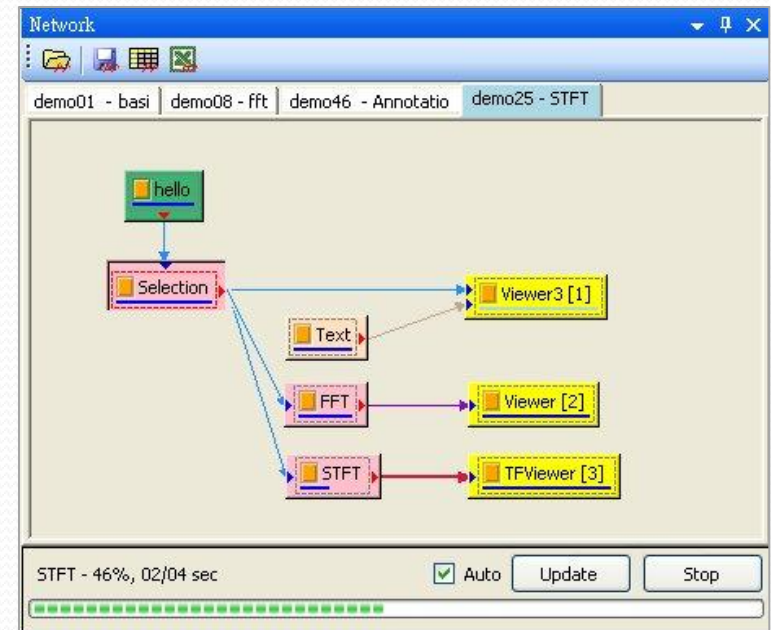 Network
demo01 - basi
demo08 - fft
demo46 - Annotatio
demo25 - STFT
hello
Selection
Viewer3 [1]
Text
FFT
Viewer [2]
STFT
TFViewer [3]
STFT - 46%, 02/04 sec
Auto
Update
Stop